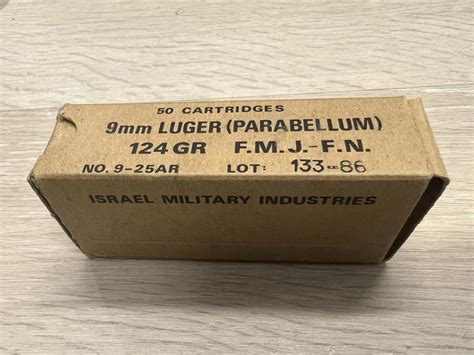 50 CARTRIDGES
9mm LUGER (PARABELLUM)
124 GR F.M.J.-F.N.
NO. 9-25AR LOT: 133-86
ISRAEL MILITARY INDUSTRIES